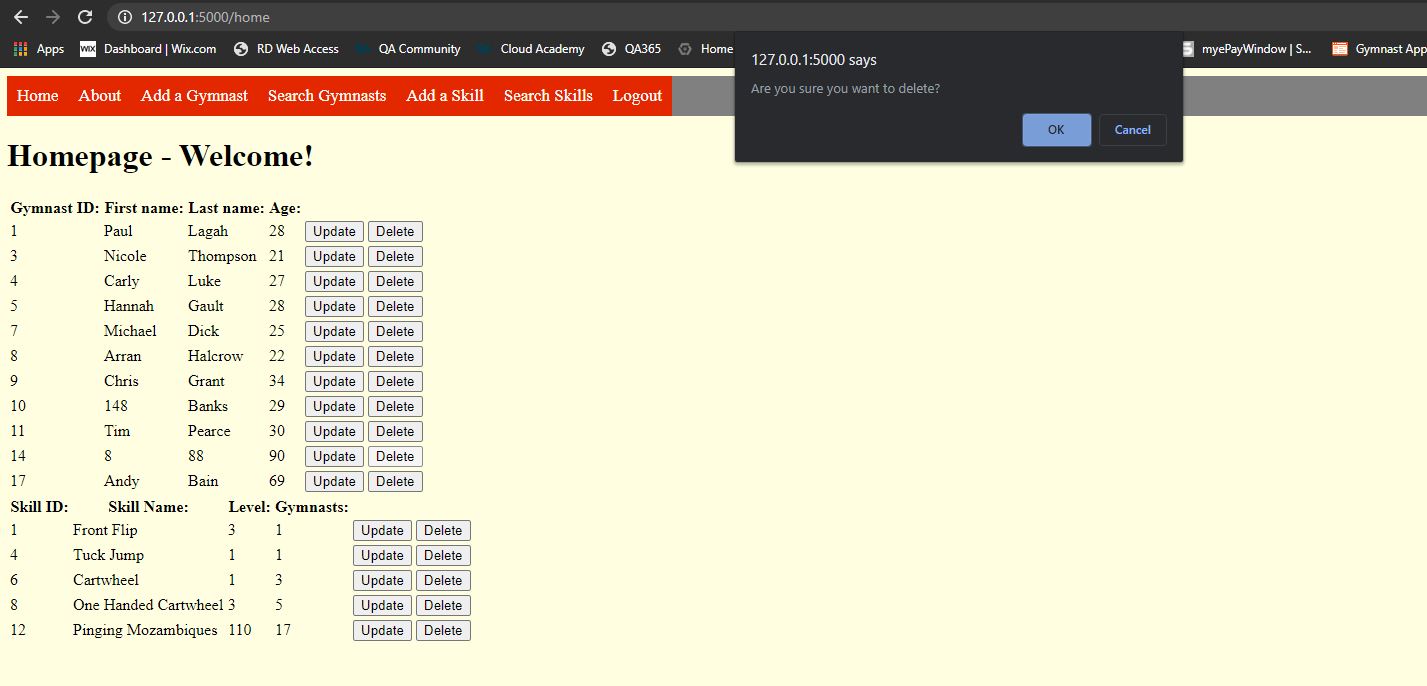 127.0.0.1:5000/home
Apps WIX Dashboard | Wix.com RD Web Access QA Community Cloud Academy QA365 Home myePayWindow | S... Gymnast App
127.0.0.1:5000 says
Are you sure you want to delete?
OK Cancel
Home About Add a Gymnast Search Gymnasts Add a Skill Search Skills Logout
Homepage - Welcome!
Gymnast ID: First name: Last name: Age:
1 Paul Lagah 28 Update Delete
3 Nicole Thompson 21 Update Delete
4 Carly Luke 27 Update Delete
5 Hannah Gault 28 Update Delete
7 Michael Dick 25 Update Delete
8 Arran Halcrow 22 Update Delete
9 Chris Grant 34 Update Delete
10 148 Banks 29 Update Delete
11 Tim Pearce 30 Update Delete
14 8 88 90 Update Delete
17 Andy Bain 69 Update Delete
Skill ID: Skill Name: Level: Gymnasts:
1 Front Flip 3 1 Update Delete
4 Tuck Jump 1 1 Update Delete
6 Cartwheel 1 3 Update Delete
8 One Handed Cartwheel 3 5 Update Delete
12 Pinging Mozambiques 110 17 Update Delete